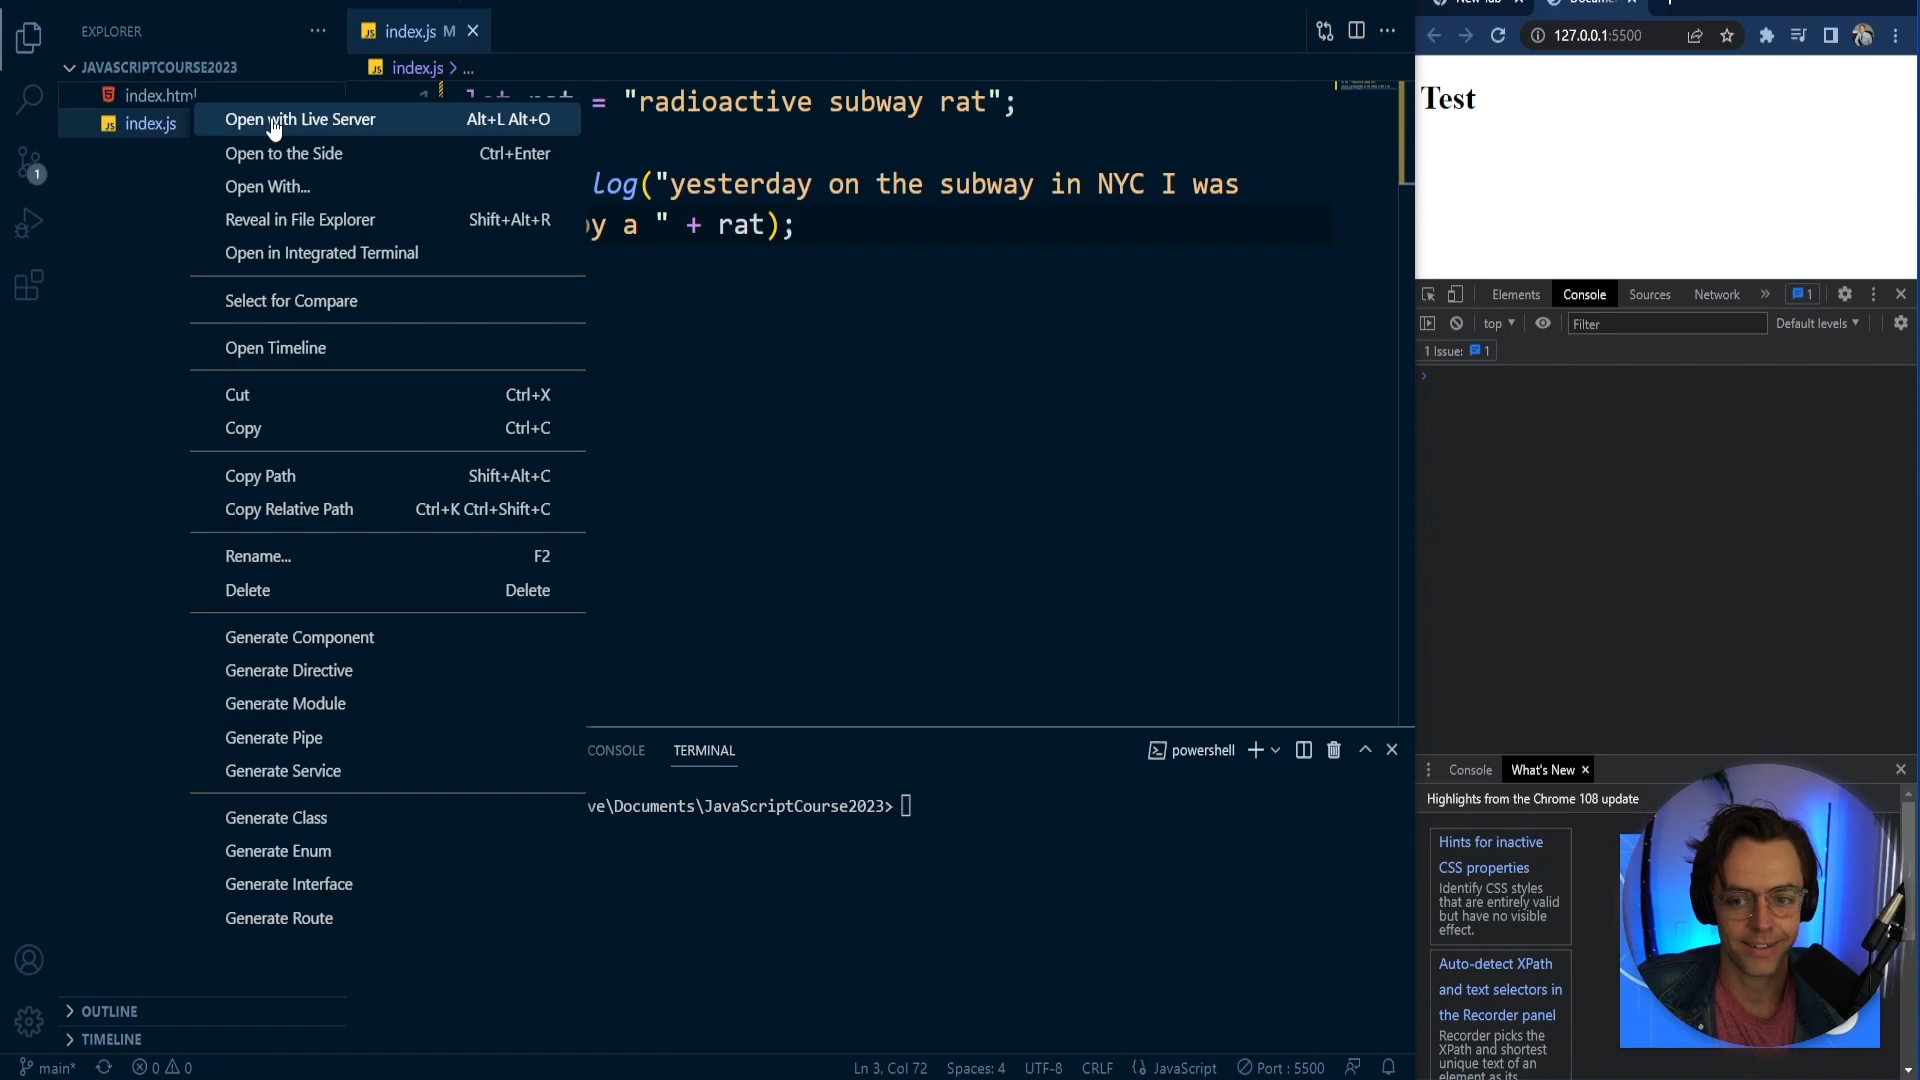 EXPLORER
index.js M
New Tab
127.0.0.1:5500
JAVASCRIPTCOURSE2023
index.js > ...
index.html
index.js
= "radioactive subway rat";
log("yesterday on the subway in NYC I was
y a " + rat);
Open with Live Server Alt+L Alt+O
Open to the Side Ctrl+Enter
Open With...
Reveal in File Explorer Shift+Alt+R
Open in Integrated Terminal
Select for Compare
Open Timeline
Cut Ctrl+X
Copy Ctrl+C
Copy Path Shift+Alt+C
Copy Relative Path Ctrl+K Ctrl+Shift+C
Rename... F2
Delete Delete
Generate Component
Generate Directive
Generate Module
Generate Pipe
Generate Service
Generate Class
Generate Enum
Generate Interface
Generate Route
1
CONSOLE TERMINAL powershell
ve\Documents\JavaScriptCourse2023>
OUTLINE
TIMELINE
main* 0 0 Ln 3, Col 72 Spaces: 4 UTF-8 CRLF JavaScript Port : 5500
Test
Elements Console Sources Network » 1
top Filter Default levels
1 Issue: 1
Console What's New
Highlights from the Chrome 108 update
Hints for inactive
CSS properties
Identify CSS styles
that are entirely valid
but have no visible
effect.
Auto-detect XPath
and text selectors in
the Recorder panel
Recorder picks the
XPath and shortest
unique text of an
element as its